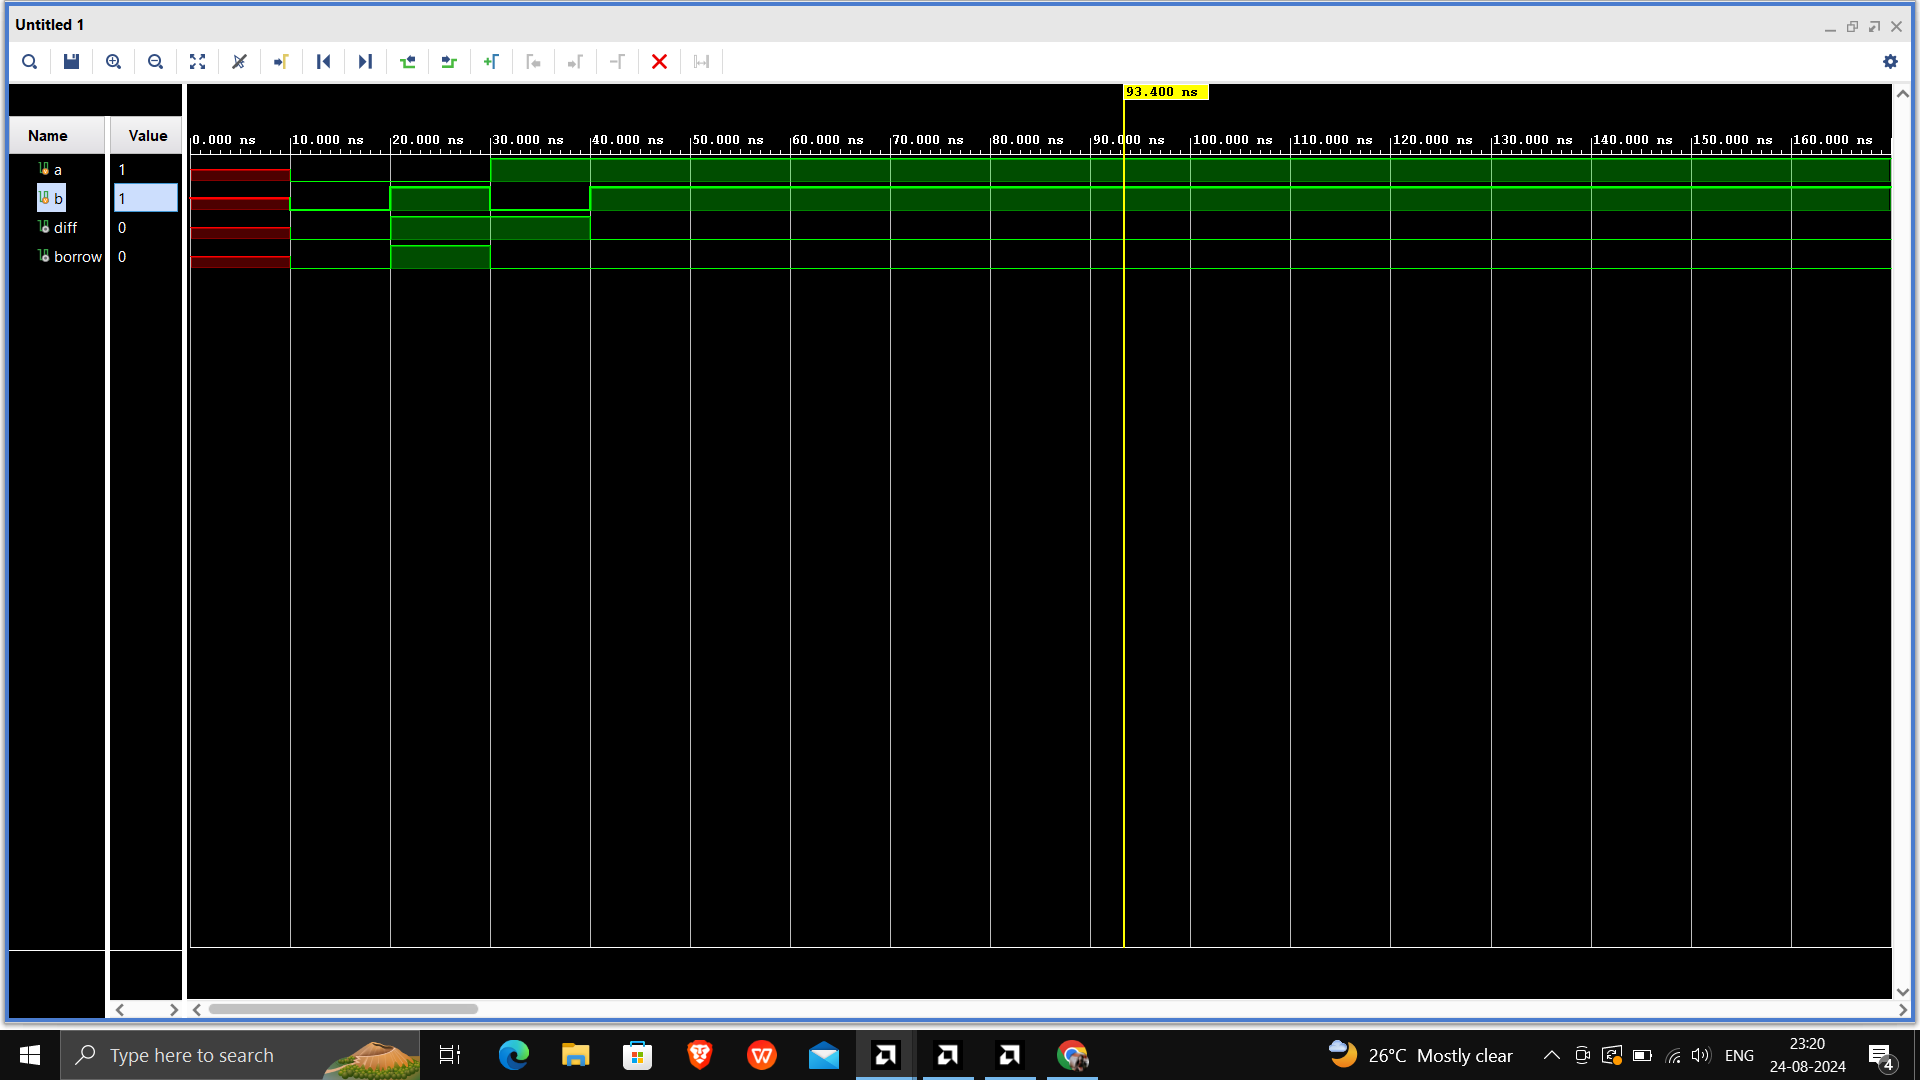 Untitled 1
93.400 ns
Name Value
0.000 ns 10.000 ns 20.000 ns 30.000 ns 40.000 ns 50.000 ns 60.000 ns 70.000 ns 80.000 ns 90.000 ns 100.000 ns 110.000 ns 120.000 ns 130.000 ns 140.000 ns 150.000 ns 160.000 ns
a 1
b 1
diff 0
borrow 0
Type here to search
26°C Mostly clear
ENG
23:20
24-08-2024
4